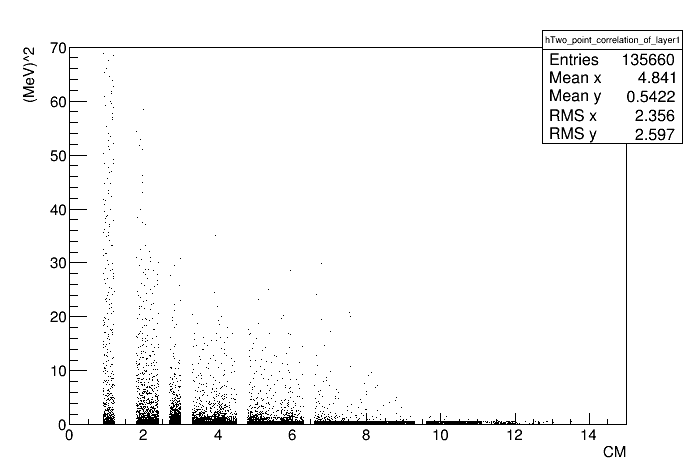 hTwo_point_correlation_of_layer1
Entries 135660
Mean x 4.841
Mean y 0.5422
RMS x 2.356
RMS y 2.597
(MeV)^2
70
60
50
40
30
20
10
0
0 2 4 6 8 10 12 14
CM